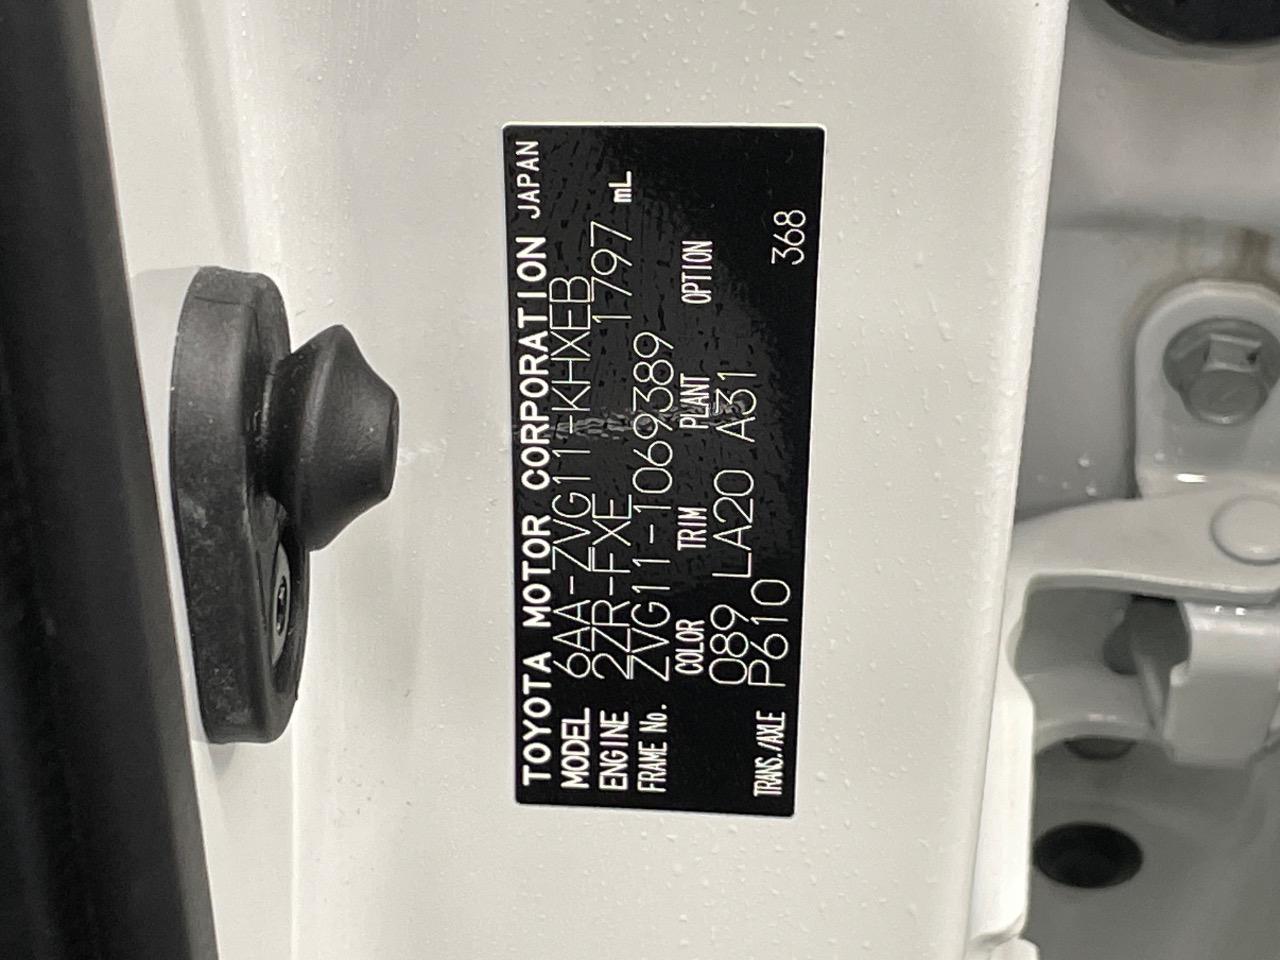 TOYOTA MOTOR CORPORATION JAPAN
MODEL 6AA-ZVG11-KHXEB
ENGINE 2ZR-FXE 1797 mL
FRAME No. ZVG11-1069389
COLOR TRIM PLANT OPTION
089 LA20 A31
TRANS./AXLE P610 368